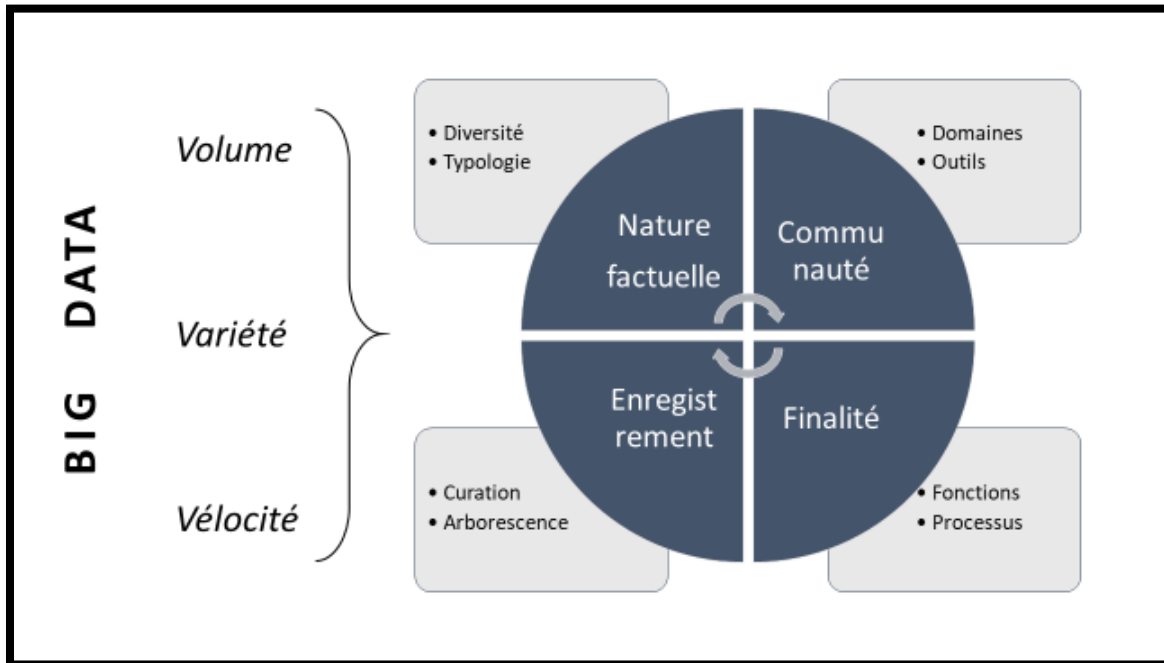 BIG DATA
Volume
Variété
Vélocité
• Diversité
• Typologie
Nature
factuelle
Commu
nauté
• Domaines
• Outils
Enregist
rement
• Curation
• Arborescence
Finalité
• Fonctions
• Processus